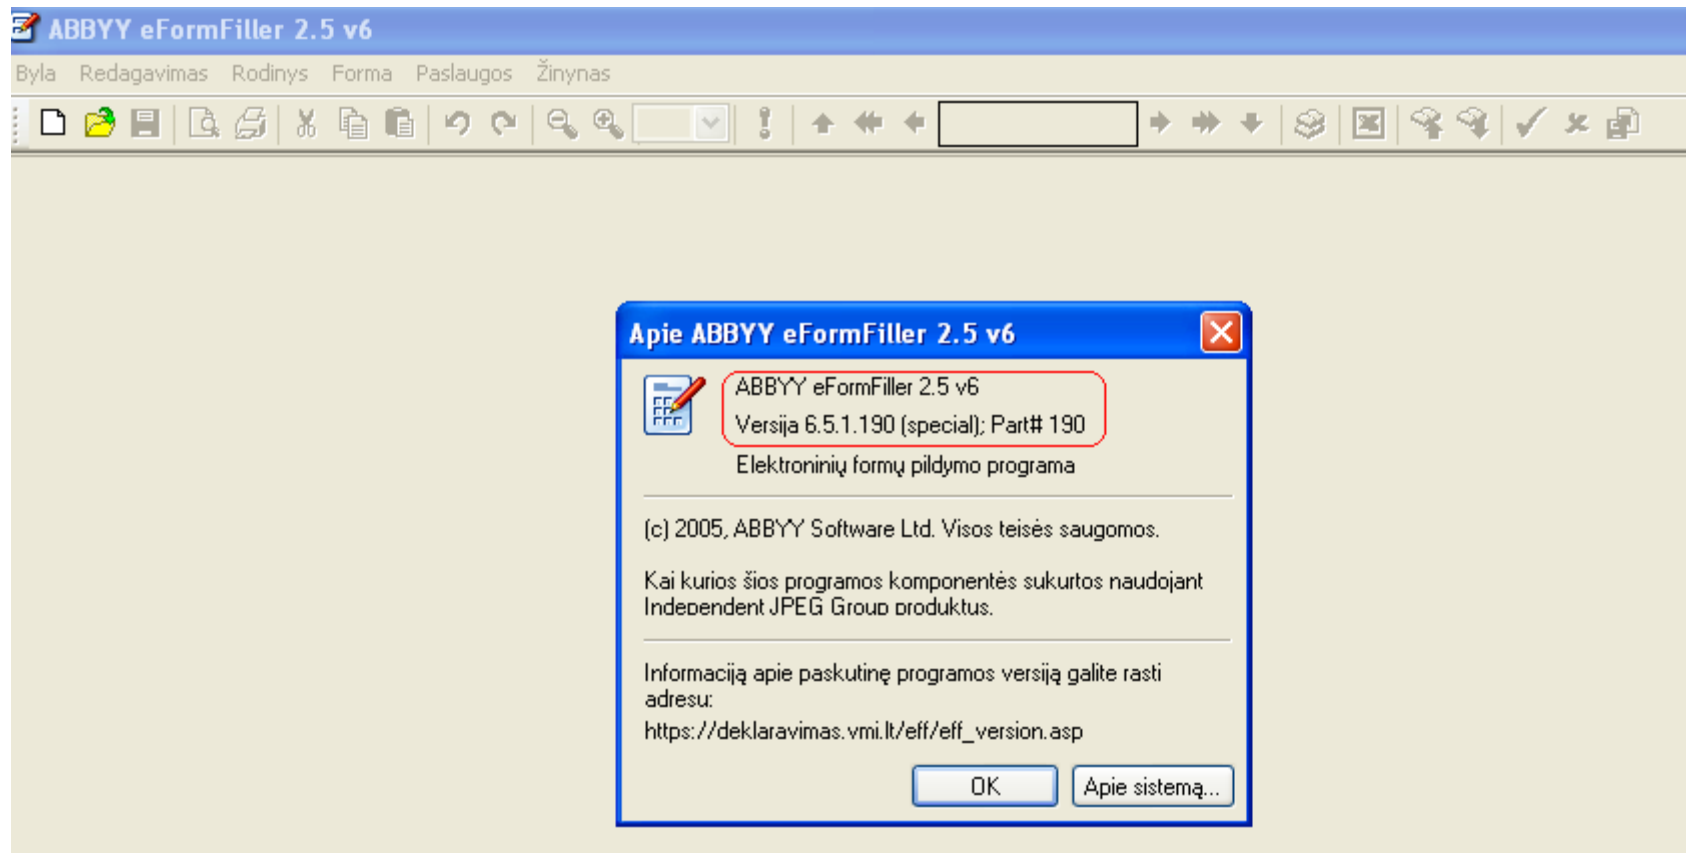 ABBYY eFormFiller 2.5 v6
Byla Redagavimas Rodinys Forma Paslaugos Žinynas
Apie ABBYY eFormFiller 2.5 v6
ABBYY eFormFiller 2.5 v6
Versija 6.5.1.190 (special); Part# 190
Elektroninių formų pildymo programa
(c) 2005, ABBYY Software Ltd. Visos teisės saugomos.
Kai kurios šios programos komponentės sukurtos naudojant
Independent JPEG Group produktus.
Informaciją apie paskutinę programos versiją galite rasti
adresu:
https://deklaravimas.vmi.lt/eff/eff_version.asp
OK Apie sistemą...